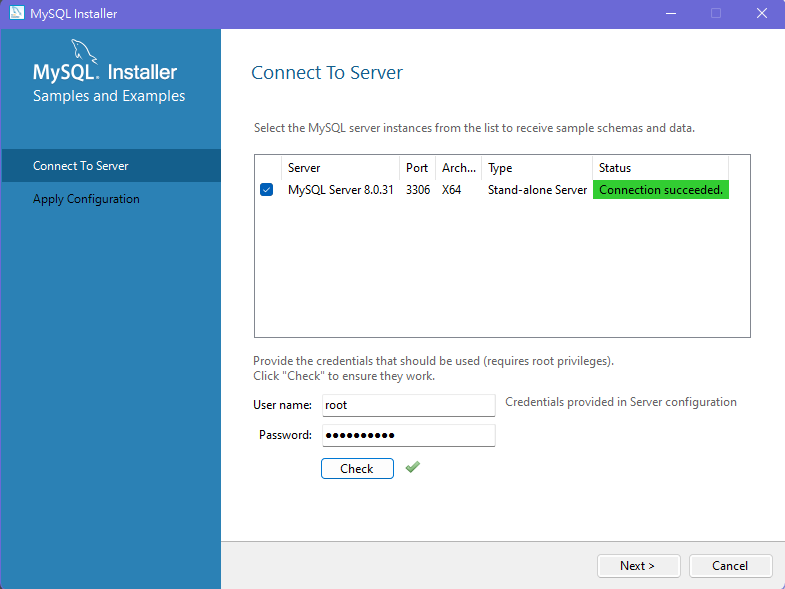 MySQL Installer
MySQL. Installer
Samples and Examples
Connect To Server
Apply Configuration
Connect To Server
Select the MySQL server instances from the list to receive sample schemas and data.
Server Port Arch... Type Status
MySQL Server 8.0.31 3306 X64 Stand-alone Server Connection succeeded.
Provide the credentials that should be used (requires root privileges).
Click "Check" to ensure they work.
User name: root Credentials provided in Server configuration
Password: ●●●●●●●●●●
Check
Next > Cancel